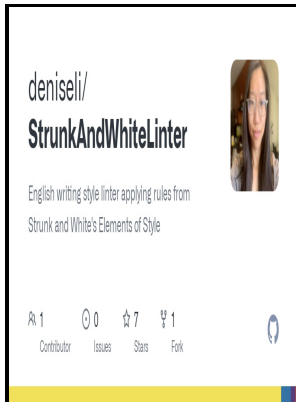 deniseli/
StrunkAndWhiteLinter
English writing style linter applying rules from
Strunk and White's Elements of Style
1 0 7 1
Contributor Issues Stars Fork